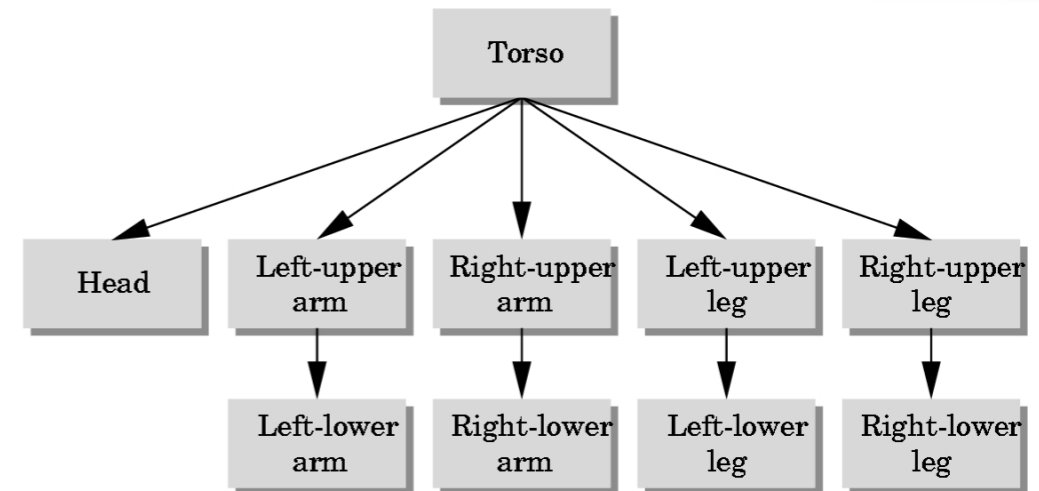 Torso
Head
Left-upper
arm
Right-upper
arm
Left-upper
leg
Right-upper
leg
Left-lower
arm
Right-lower
arm
Left-lower
leg
Right-lower
leg